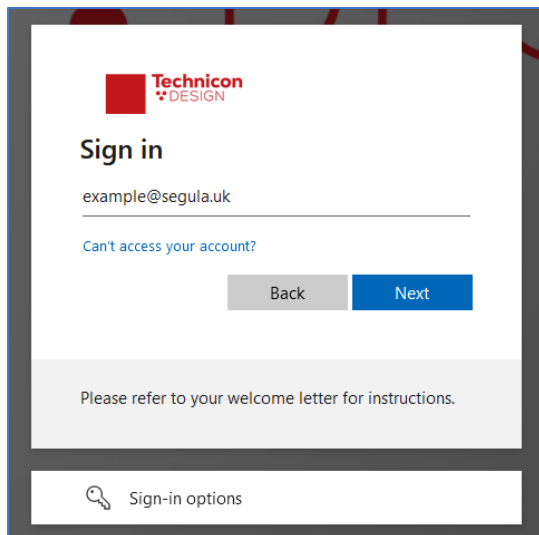 Technicon
DESIGN
Sign in
example@segula.uk
Can't access your account?
Back
Next
Please refer to your welcome letter for instructions.
Sign-in options